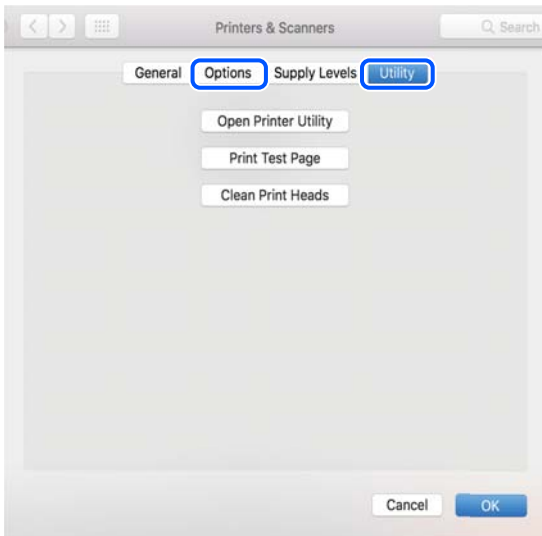 Printers & Scanners
Search
General Options Supply Levels Utility
Open Printer Utility
Print Test Page
Clean Print Heads
Cancel OK